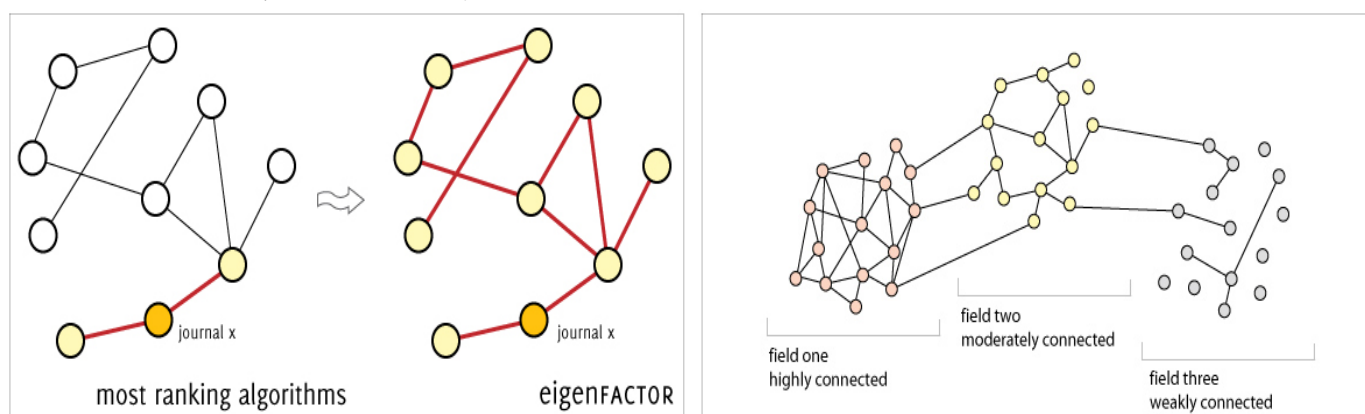 journal x
most ranking algorithms
journal x
eigenFACTOR
field one
highly connected
field two
moderately connected
field three
weakly connected